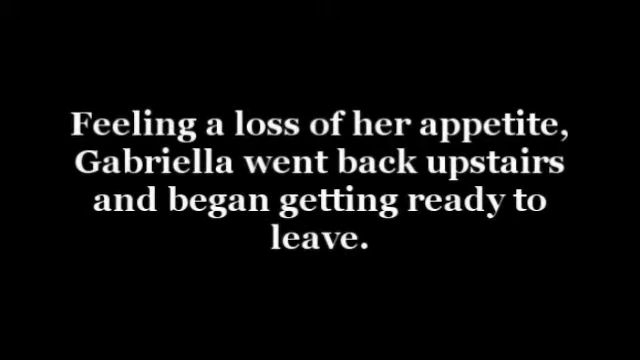 Feeling a loss of her appetite,
Gabriella went back upstairs
and began getting ready to
leave.